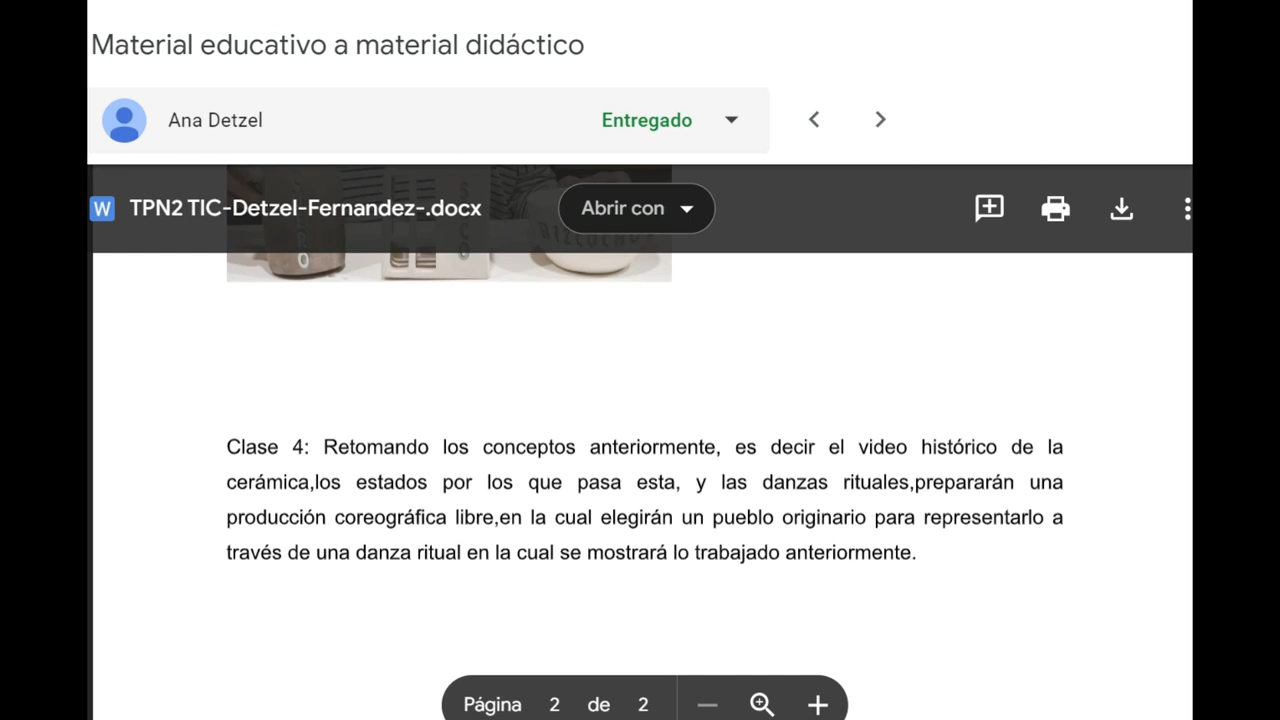 Material educativo a material didáctico
Ana Detzel
Entregado
W TPN2 TIC-Detzel-Fernandez-.docx
Abrir con
Clase 4: Retomando los conceptos anteriormente, es decir el video histórico de la
cerámica,los estados por los que pasa esta, y las danzas rituales,prepararán una
producción coreográfica libre,en la cual elegirán un pueblo originario para representarlo a
través de una danza ritual en la cual se mostrará lo trabajado anteriormente.
Página 2 de 2